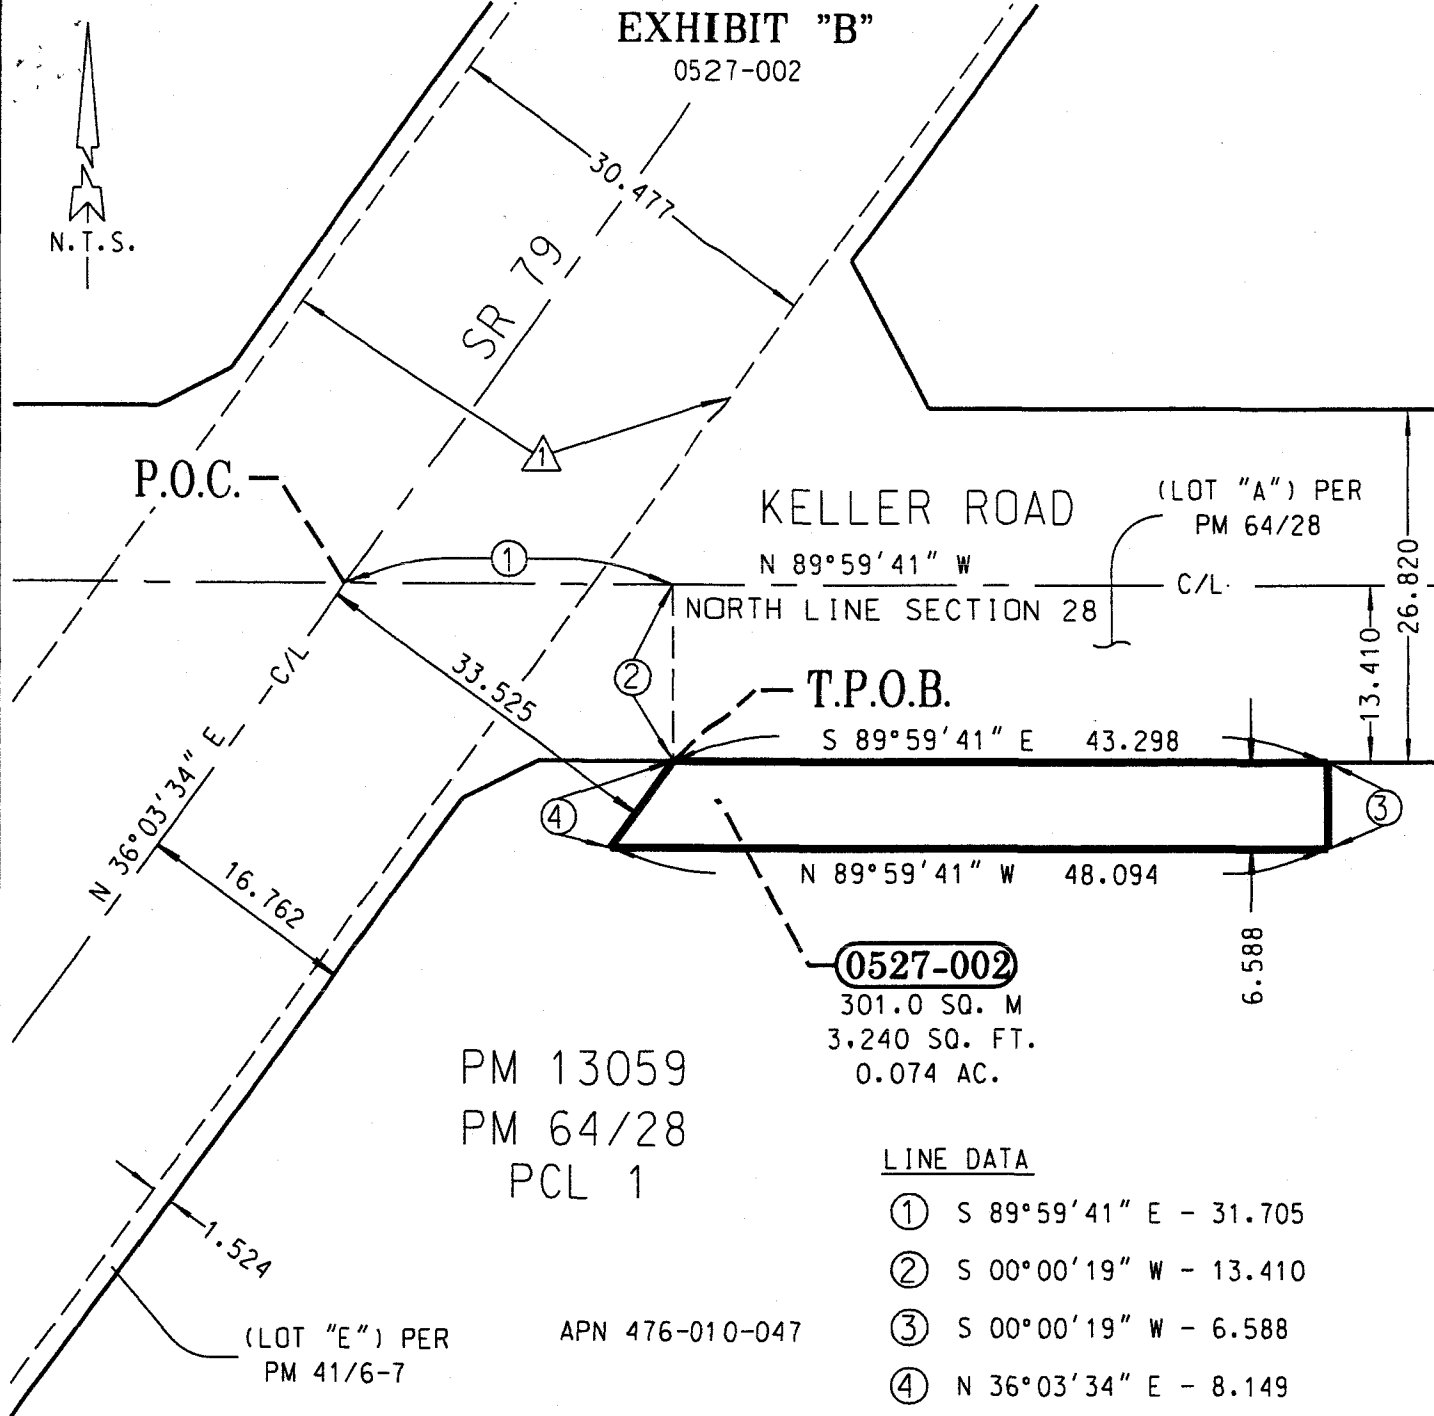 EXHIBIT "B"
0527-002
N.T.S.
30.477
SR 79
1
P.O.C.
KELLER ROAD
(LOT "A") PER
PM 64/28
1
N 89°59'41" W
C/L
26.820
NORTH LINE SECTION 28
13.410
C/L
33.525
2
T.P.O.B.
S 89°59'41" E 43.298
N 36°03'34" E
4
3
16.762
N 89°59'41" W 48.094
6.588
0527-002
301.0 SQ. M
3.240 SQ. FT.
0.074 AC.
PM 13059
PM 64/28
PCL 1
1.524
(LOT "E") PER
PM 41/6-7
APN 476-010-047
LINE DATA
1 S 89°59'41" E - 31.705
2 S 00°00'19" W - 13.410
3 S 00°00'19" W - 6.588
4 N 36°03'34" E - 8.149